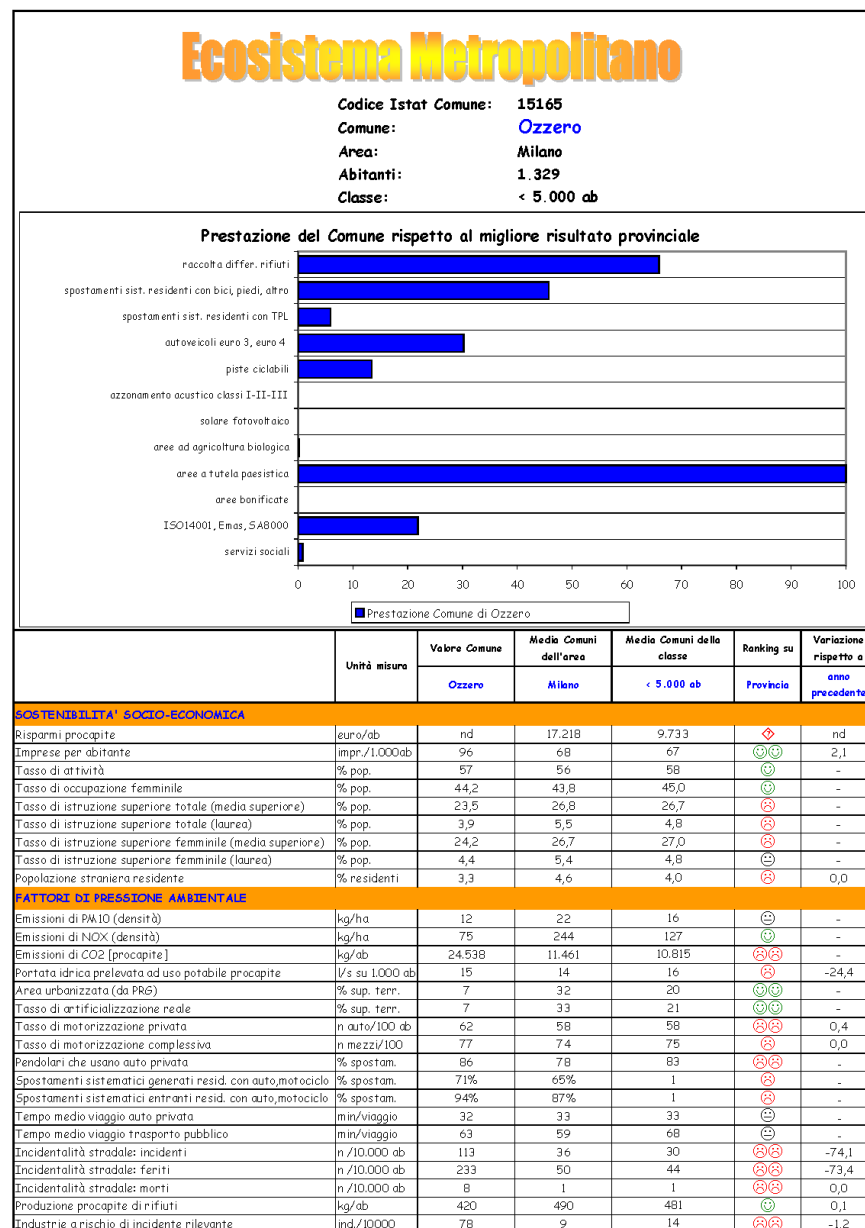 Ecosistema Metropolitano
Codice Istat Comune: 15165
Comune: Ozzero
Area: Milano
Abitanti: 1.329
Classe: < 5.000 ab
Prestazione del Comune rispetto al migliore risultato provinciale
raccolta differ. rifiuti
spostamenti sist. residenti con bici, piedi, altro
spostamenti sist. residenti con TPL
autoveicoli euro 3, euro 4
piste ciclabili
azzonamento acustico classi I-II-III
solare fotovoltaico
aree ad agricoltura biologica
aree a tutela paesistica
aree bonificate
ISO14001, Emas, SA8000
servizi sociali
0 10 20 30 40 50 60 70 80 90 100
Prestazione Comune di Ozzero
Unità misura Valore Comune Media Comuni dell'area Media Comuni della classe Ranking su Variazione rispetto a
Ozzero Milano < 5.000 ab Provincia anno precedente
SOSTENIBILITA' SOCIO-ECONOMICA
Risparmi procapite euro/ab nd 17.218 9.733 ? nd
Imprese per abitante impr./1.000ab 96 68 67 2,1
Tasso di attività % pop. 57 56 58 -
Tasso di occupazione femminile % pop. 44,2 43,8 45,0 -
Tasso di istruzione superiore totale (media superiore) % pop. 23,5 26,8 26,7 -
Tasso di istruzione superiore totale (laurea) % pop. 3,9 5,5 4,8 -
Tasso di istruzione superiore femminile (media superiore) % pop. 24,2 26,7 27,0 -
Tasso di istruzione superiore femminile (laurea) % pop. 4,4 5,4 4,8 -
Popolazione straniera residente % residenti 3,3 4,6 4,0 0,0
FATTORI DI PRESSIONE AMBIENTALE
Emissioni di PM10 (densità) kg/ha 12 22 16 -
Emissioni di NOX (densità) kg/ha 75 244 127 -
Emissioni di CO2 [procapite] kg/ab 24.538 11.461 10.815 -
Portata idrica prelevata ad uso potabile procapite l/s su 1.000 ab 15 14 16 -24,4
Area urbanizzata (da PRG) % sup. terr. 7 32 20 -
Tasso di artificializzazione reale % sup. terr. 7 33 21 -
Tasso di motorizzazione privata n auto/100 ab 62 58 58 0,4
Tasso di motorizzazione complessiva n mezzi/100 77 74 75 0,0
Pendolari che usano auto privata % spostam. 86 78 83 -
Spostamenti sistematici generati resid. con auto,motociclo % spostam. 71% 65% 1 -
Spostamenti sistematici entranti resid. con auto,motociclo % spostam. 94% 87% 1 -
Tempo medio viaggio auto privata min/viaggio 32 33 33 -
Tempo medio viaggio trasporto pubblico min/viaggio 63 59 68 -
Incidentalità stradale: incidenti n /10.000 ab 113 36 30 -74,1
Incidentalità stradale: feriti n /10.000 ab 233 50 44 -73,4
Incidentalità stradale: morti n /10.000 ab 8 1 1 0,0
Produzione procapite di rifiuti kg/ab 420 490 481 0,1
Industrie a rischio di incidente rilevante ind./10000 78 9 14 -1,2